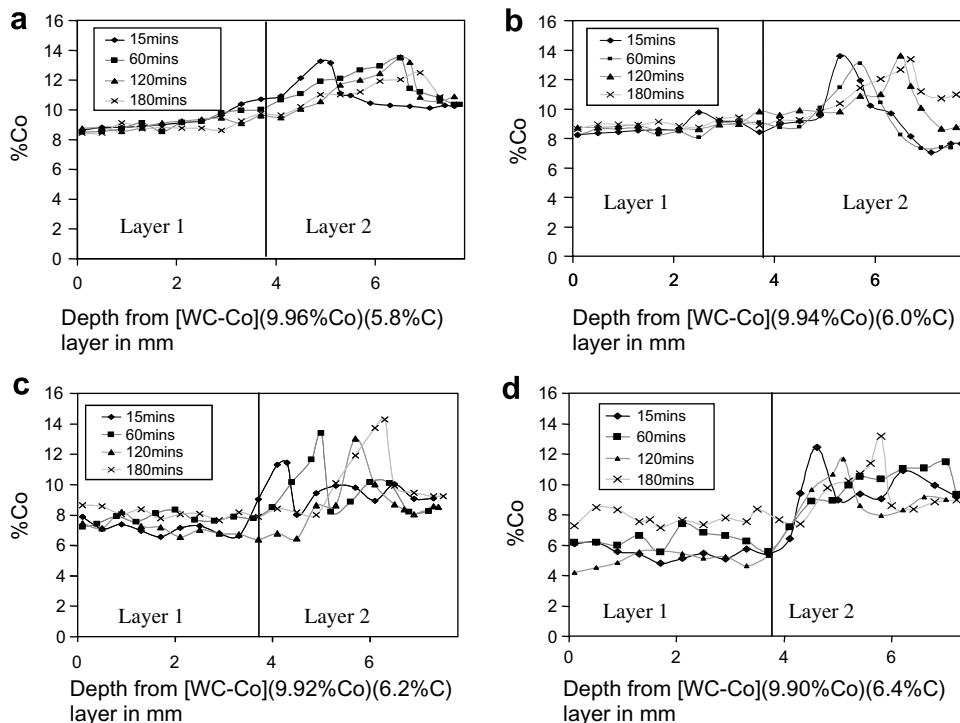 a
16
14
12
10
8
6
4
2
0
%Co
15mins
60mins
120mins
180mins
Layer 1
Layer 2
0 2 4 6
Depth from [WC-Co](9.96%Co)(5.8%C)
layer in mm
b
16
14
12
10
8
6
4
2
0
%Co
15mins
60mins
120mins
180mins
Layer 1
Layer 2
0 2 4 6
Depth from [WC-Co](9.94%Co)(6.0%C)
layer in mm
c
16
14
12
10
8
6
4
2
0
%Co
15mins
60mins
120mins
180mins
Layer 1
Layer 2
0 2 4 6
Depth from [WC-Co](9.92%Co)(6.2%C)
layer in mm
d
16
14
12
10
8
6
4
2
0
%Co
15mins
60mins
120mins
180mins
Layer 1
Layer 2
0 2 4 6
Depth from [WC-Co](9.90%Co)(6.4%C)
layer in mm